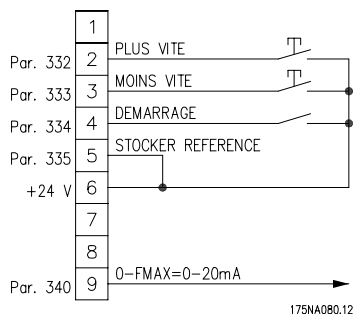 1
Par. 332 2 PLUS VITE
Par. 333 3 MOINS VITE
Par. 334 4 DEMARRAGE
Par. 335 5 STOCKER REFERENCE
+24 V 6
7
8
Par. 340 9 0-FMAX=0-20mA
175NA080.12